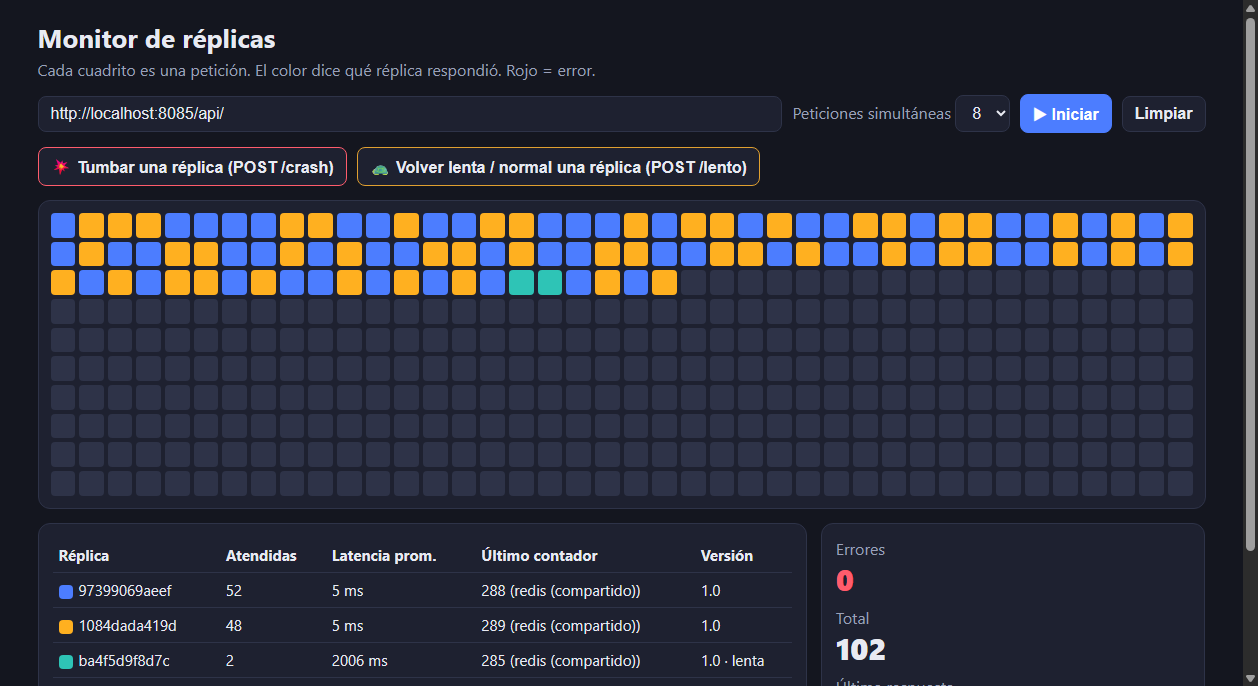 Monitor de réplicas
Cada cuadrito es una petición. El color dice qué réplica respondió. Rojo = error.
http://localhost:8085/api/ Peticiones simultáneas 8 ▶ Iniciar Limpiar
Tumbar una réplica (POST /crash) Volver lenta / normal una réplica (POST /lento)
Réplica Atendidas Latencia prom. Último contador Versión
97399069aeef 52 5 ms 288 (redis (compartido)) 1.0
1084dada419d 48 5 ms 289 (redis (compartido)) 1.0
ba4f5d9f8d7c 2 2006 ms 285 (redis (compartido)) 1.0 · lenta
Errores
0
Total
102